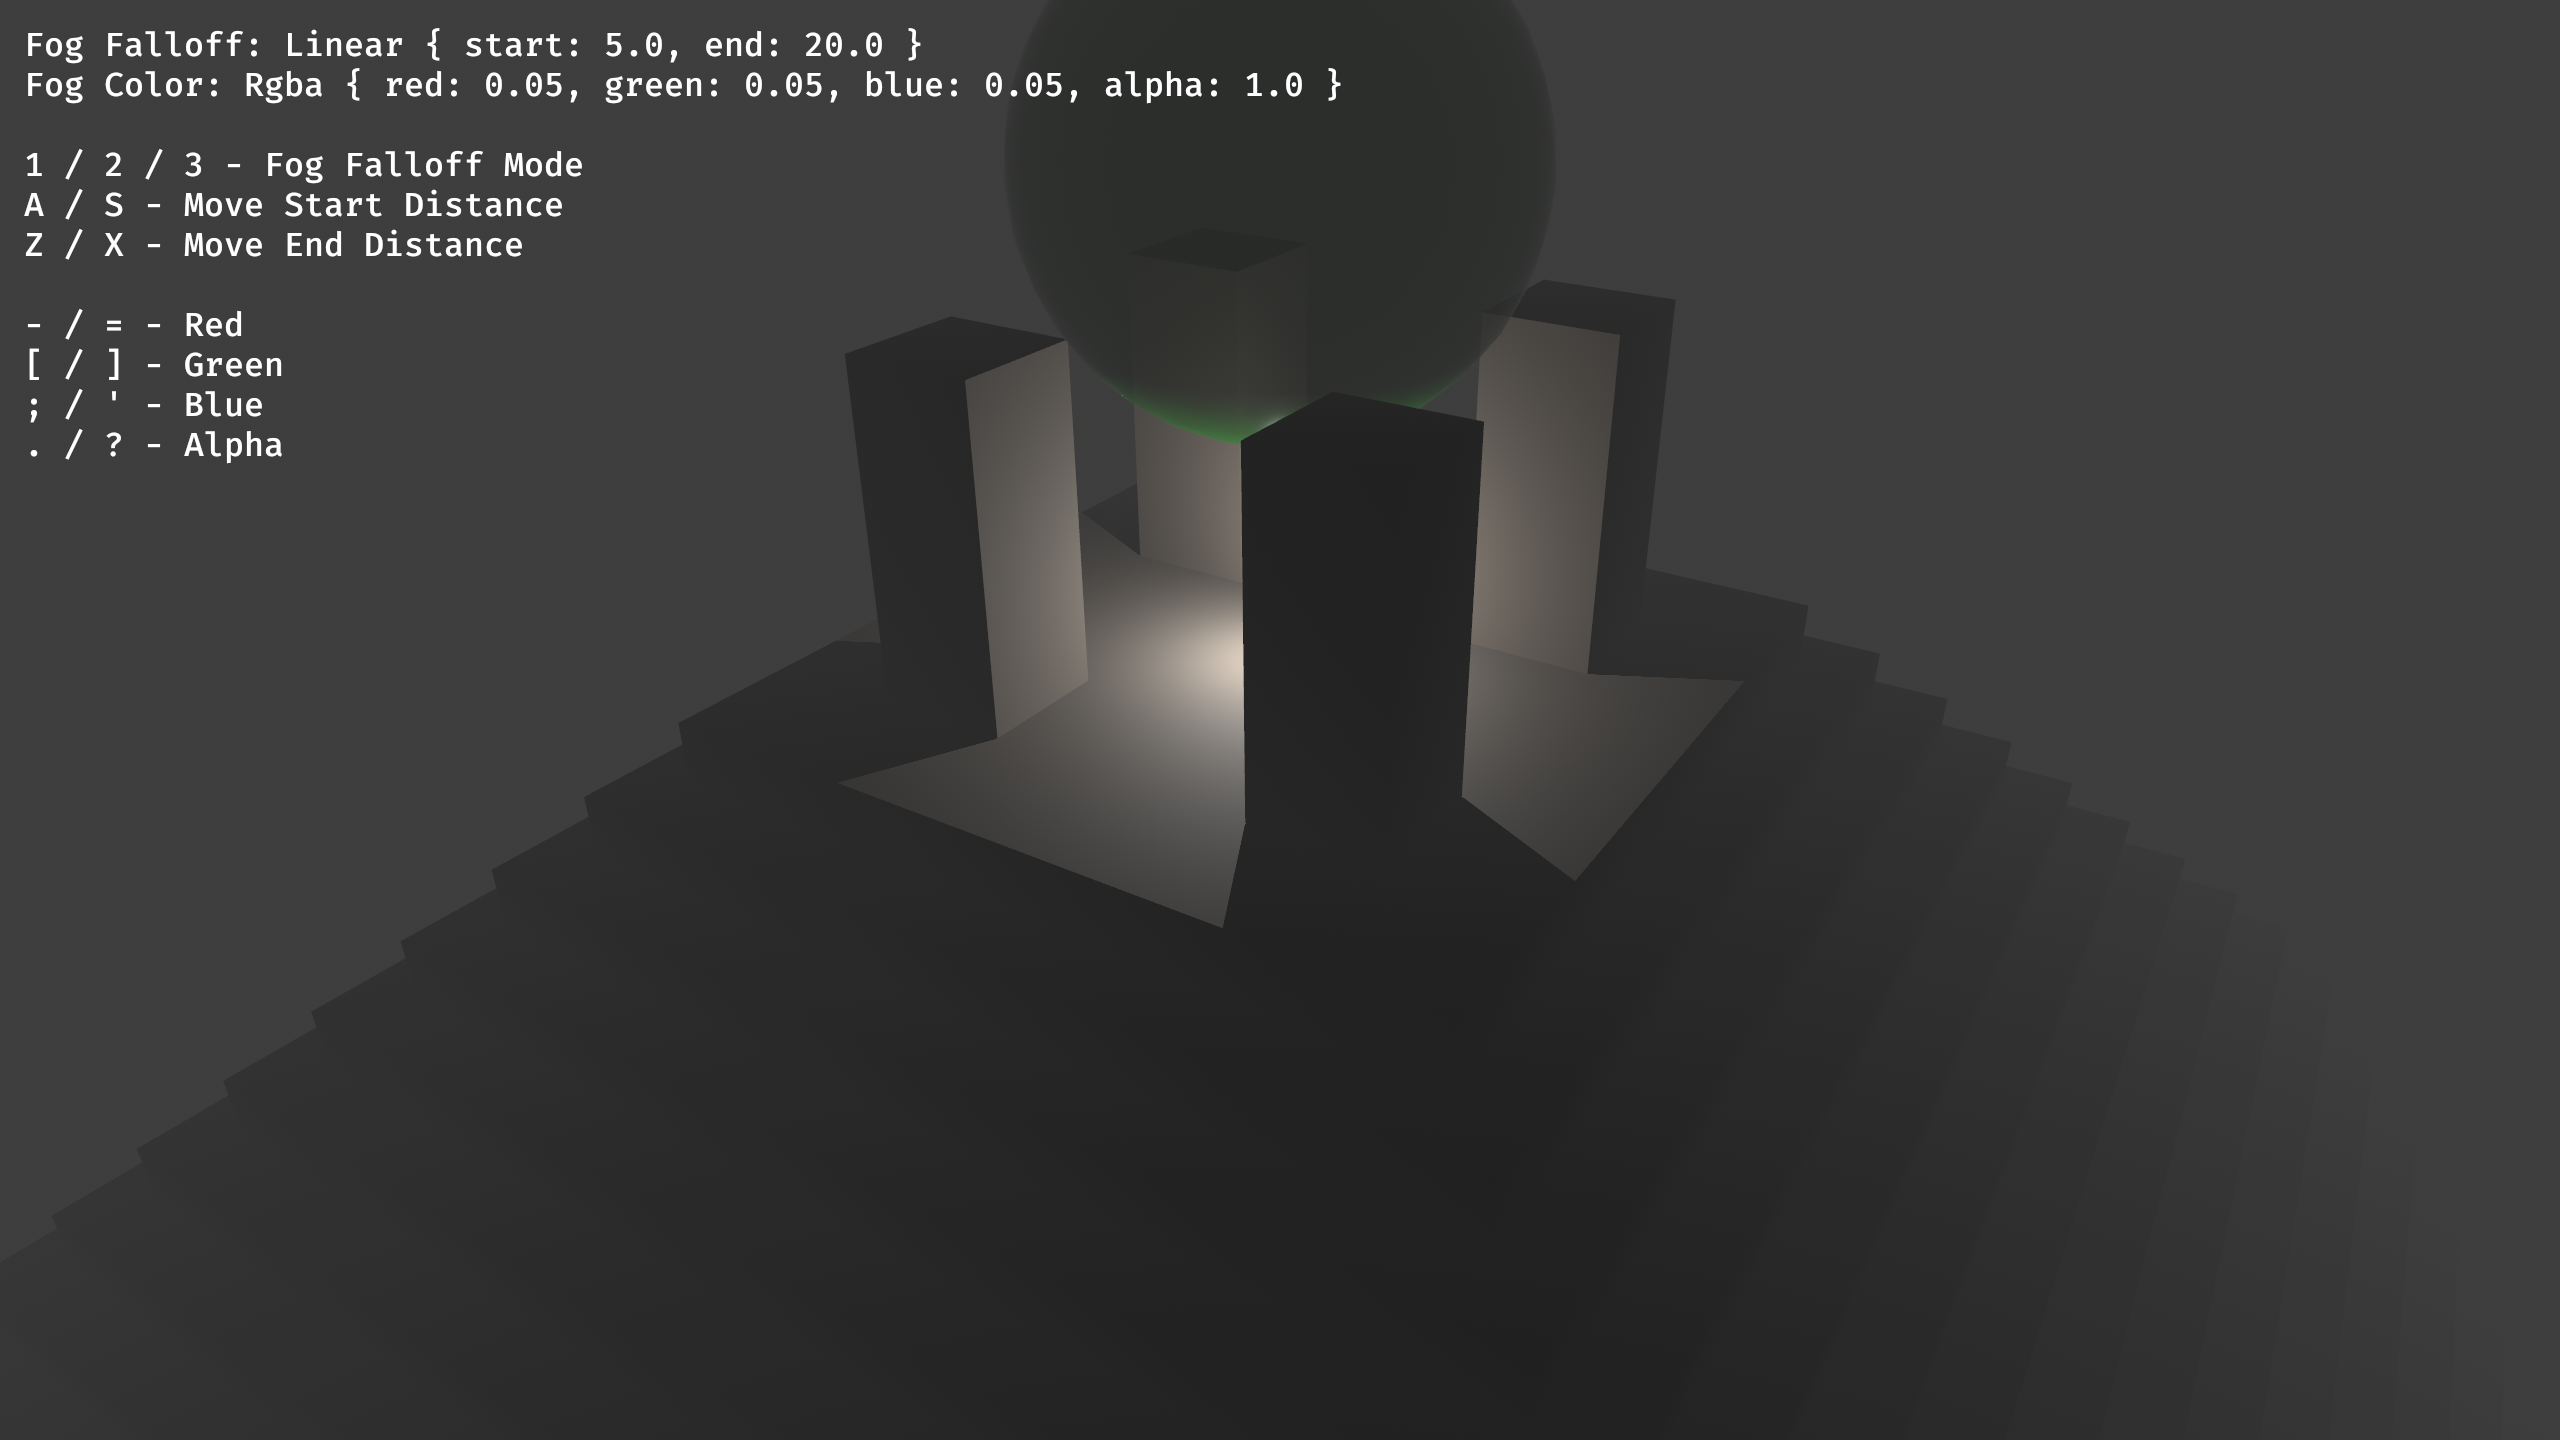 Fog Falloff: Linear { start: 5.0, end: 20.0 }
Fog Color: Rgba { red: 0.05, green: 0.05, blue: 0.05, alpha: 1.0 }
1 / 2 / 3 - Fog Falloff Mode
A / S - Move Start Distance
Z / X - Move End Distance
- / = - Red
[ / ] - Green
; / ' - Blue
. / ? - Alpha